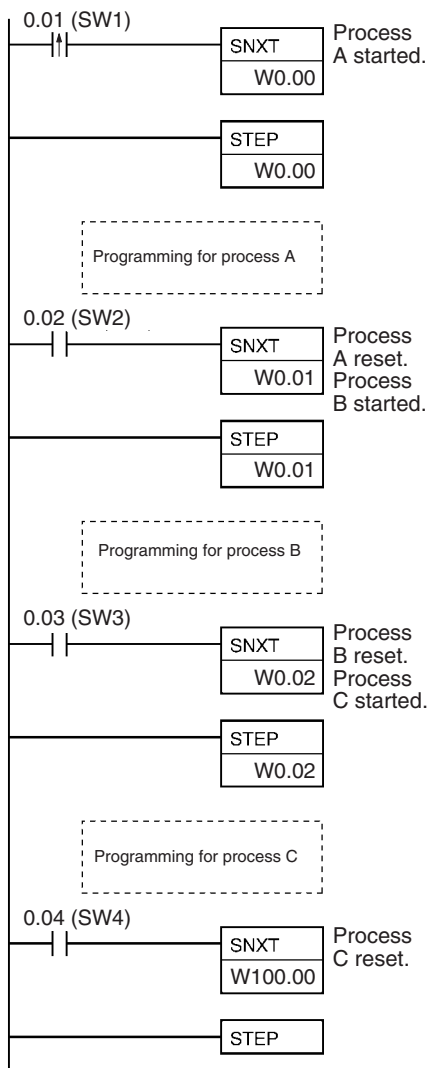 0.01 (SW1)
SNXT
W0.00
Process
A started.
STEP
W0.00
Programming for process A
0.02 (SW2)
SNXT
W0.01
Process
A reset.
Process
B started.
STEP
W0.01
Programming for process B
0.03 (SW3)
SNXT
W0.02
Process
B reset.
Process
C started.
STEP
W0.02
Programming for process C
0.04 (SW4)
SNXT
W100.00
Process
C reset.
STEP